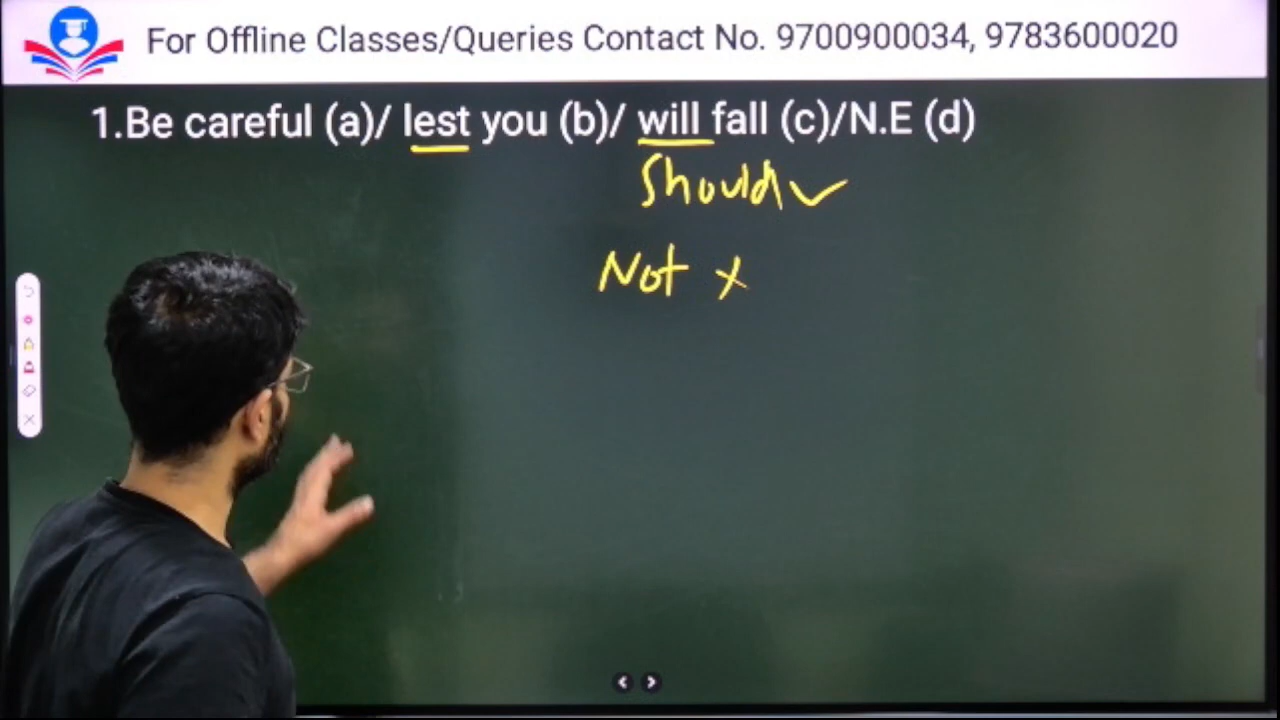 For Offline Classes/Queries Contact No. 9700900034, 9783600020
1.Be careful (a)/ lest you (b)/ will fall (c)/N.E (d)
Should ✓
Not x